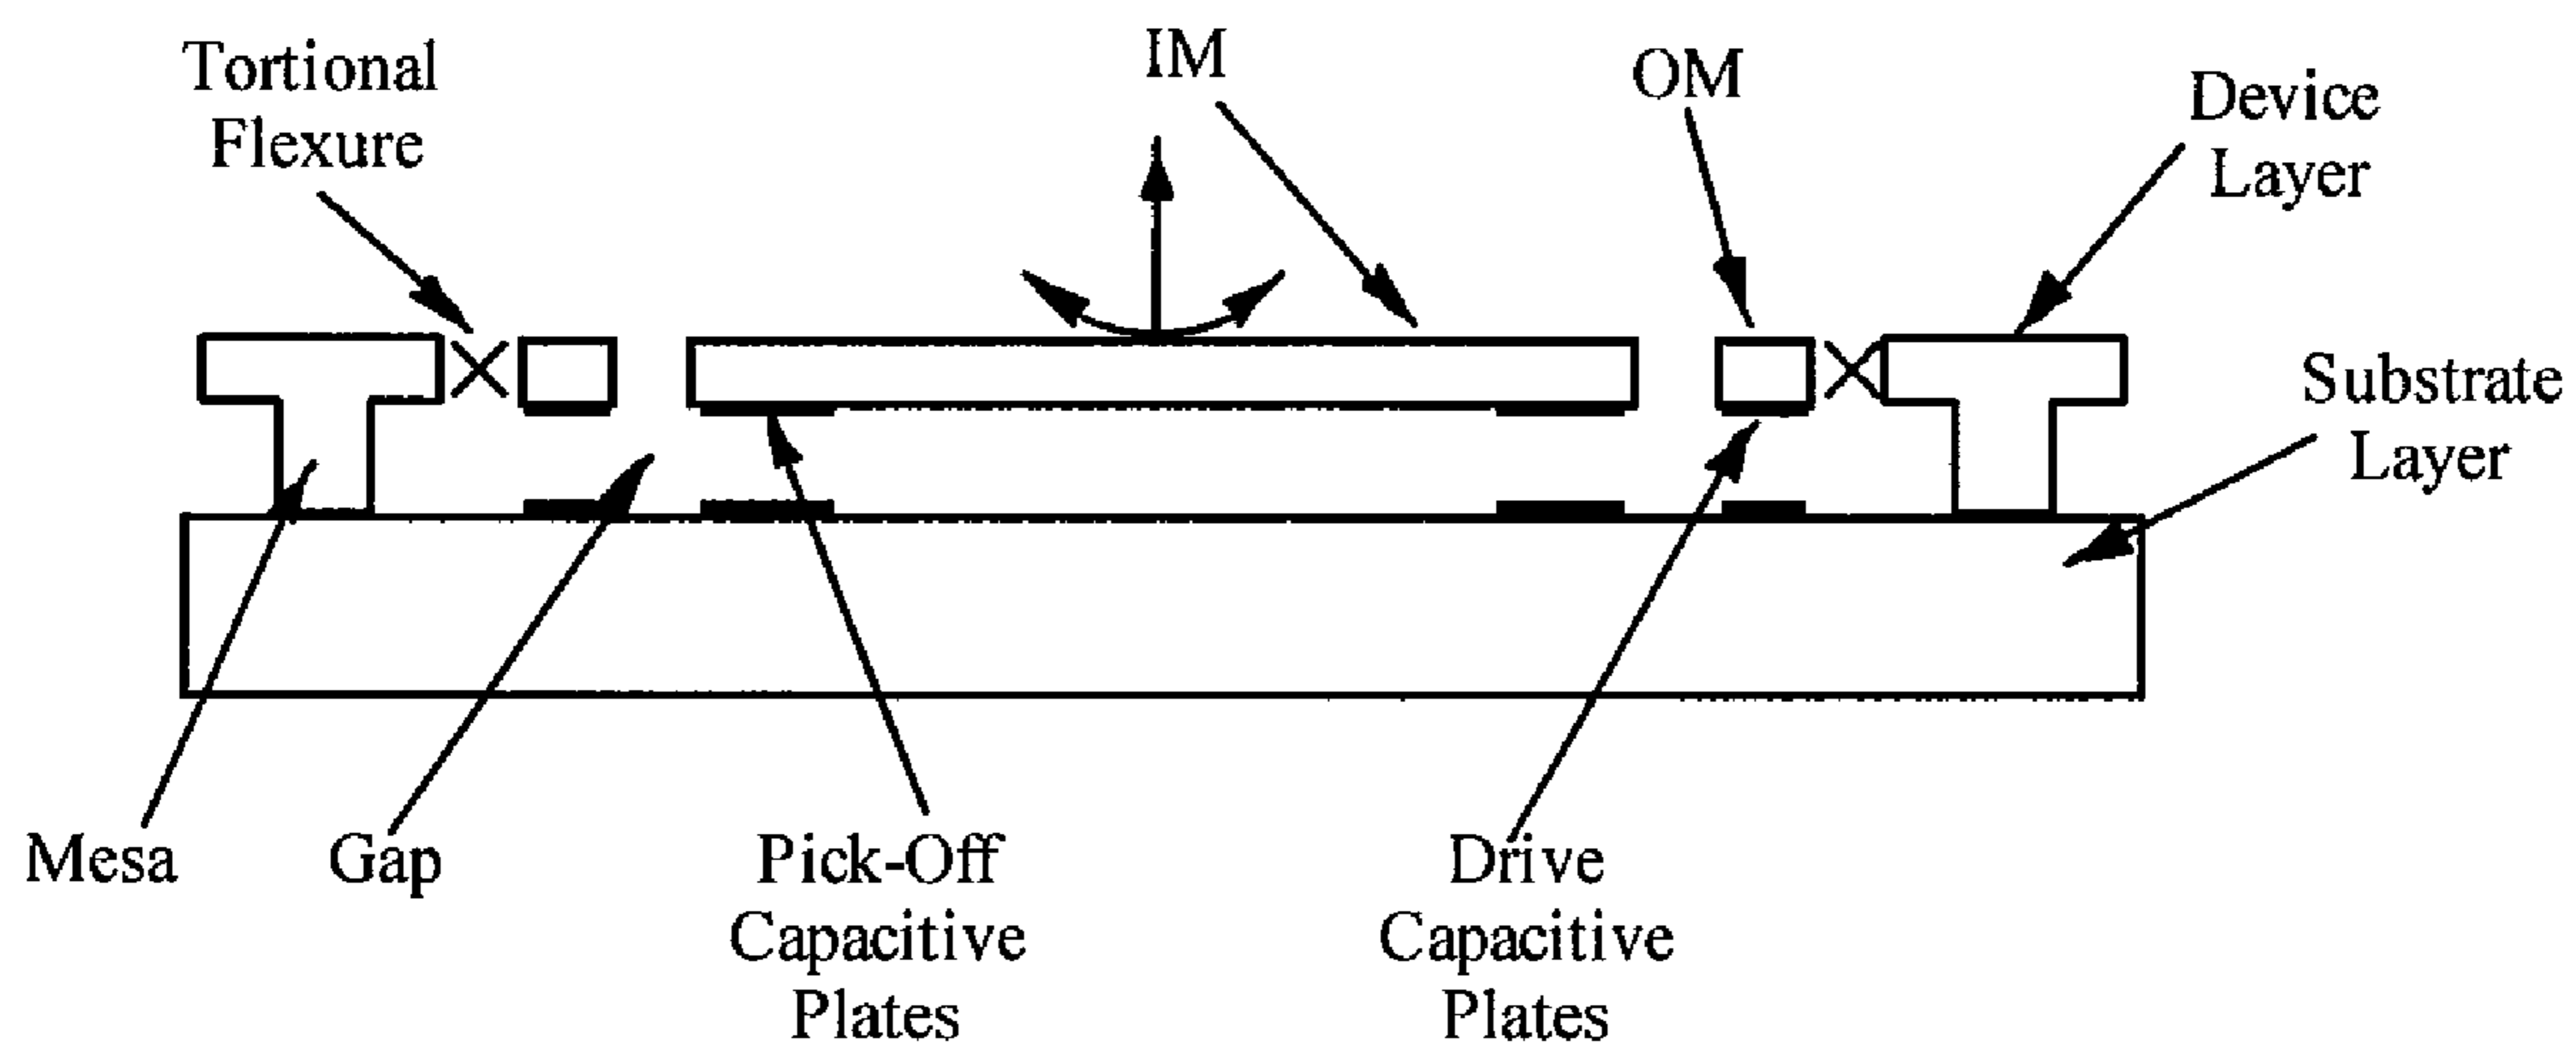 Tortional
Flexure
IM
OM
Device
Layer
Substrate
Layer
Mesa
Gap
Pick-Off
Capacitive
Plates
Drive
Capacitive
Plates